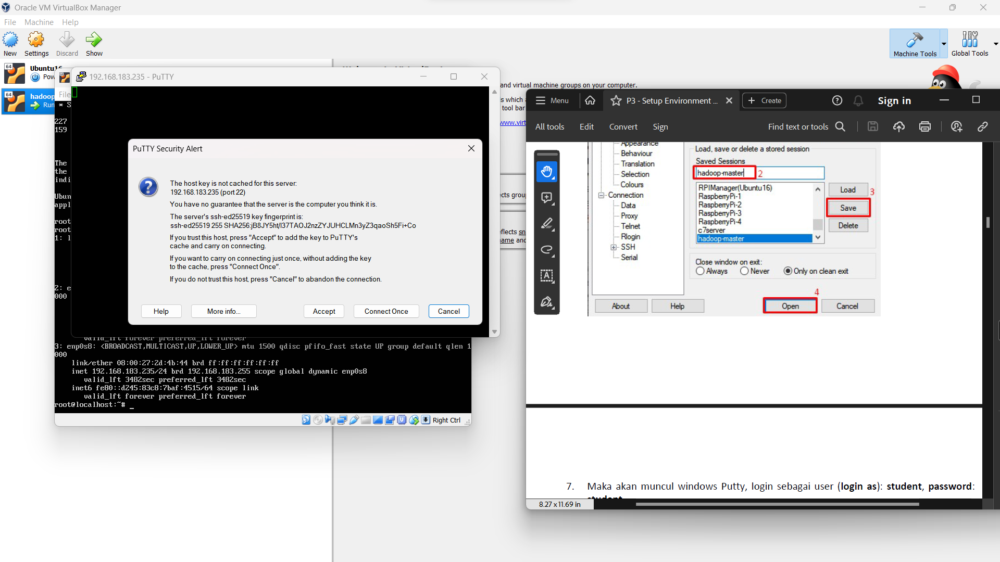 Oracle VM VirtualBox Manager
File Machine Help
New Settings Discard Show
Machine Tools Global Tools
64 Ubuntu16
64 hadoop
192.168.183.235 - PuTTY
File
* S
227
159
The
the
indi
Ubun
appl
root
root
1: l
2: e
000
PuTTY Security Alert
The host key is not cached for this server:
192.168.183.235 (port 22)
You have no guarantee that the server is the computer you think it is.
The server's ssh-ed25519 key fingerprint is:
ssh-ed25519 255 SHA256:jB8JY5ht/I37TAOJ2nzZYJUHCLMn3yZ3qaoSh5Fi+Co
If you trust this host, press "Accept" to add the key to PuTTY's
cache and carry on connecting.
If you want to carry on connecting just once, without adding the key
to the cache, press "Connect Once".
If you do not trust this host, press "Cancel" to abandon the connection.
Help More info... Accept Connect Once Cancel
valid_lft forever preferred_lft forever
3: enp0s8: <BROADCAST,MULTICAST,UP,LOWER_UP> mtu 1500 qdisc pfifo_fast state UP group default qlen 1
000
link/ether 08:00:27:2d:4b:44 brd ff:ff:ff:ff:ff:ff
inet 192.168.183.235/24 brd 192.168.183.255 scope global dynamic enp0s8
valid_lft 3482sec preferred_lft 3482sec
inet6 fe80::d245:83c8:7baf:4515/64 scope link
valid_lft forever preferred_lft forever
root@localhost:~# _
Right Ctrl
and virtual machine groups on your computer.
s which
tool bar
www.virt
cts grou
eflects sn
name and
Menu P3 - Setup Environment ... Create Sign in
All tools Edit Convert Sign Find text or tools
Appearance
Behaviour
Translation
Selection
Colours
Connection
Data
Proxy
Telnet
Rlogin
SSH
Serial
Load, save or delete a stored session
Saved Sessions
hadoop-master 2
RPIManager(Ubuntu16)
RaspberryPi-1
RaspberryPi-2
RaspberryPi-3
RaspberryPi-4
c7server
hadoop-master
Load
3
Save
Delete
Close window on exit:
Always Never Only on clean exit
4
About Help Open Cancel
7. Maka akan muncul windows Putty, login sebagai user (login as): student, password:
student
8.27 x 11.69 in